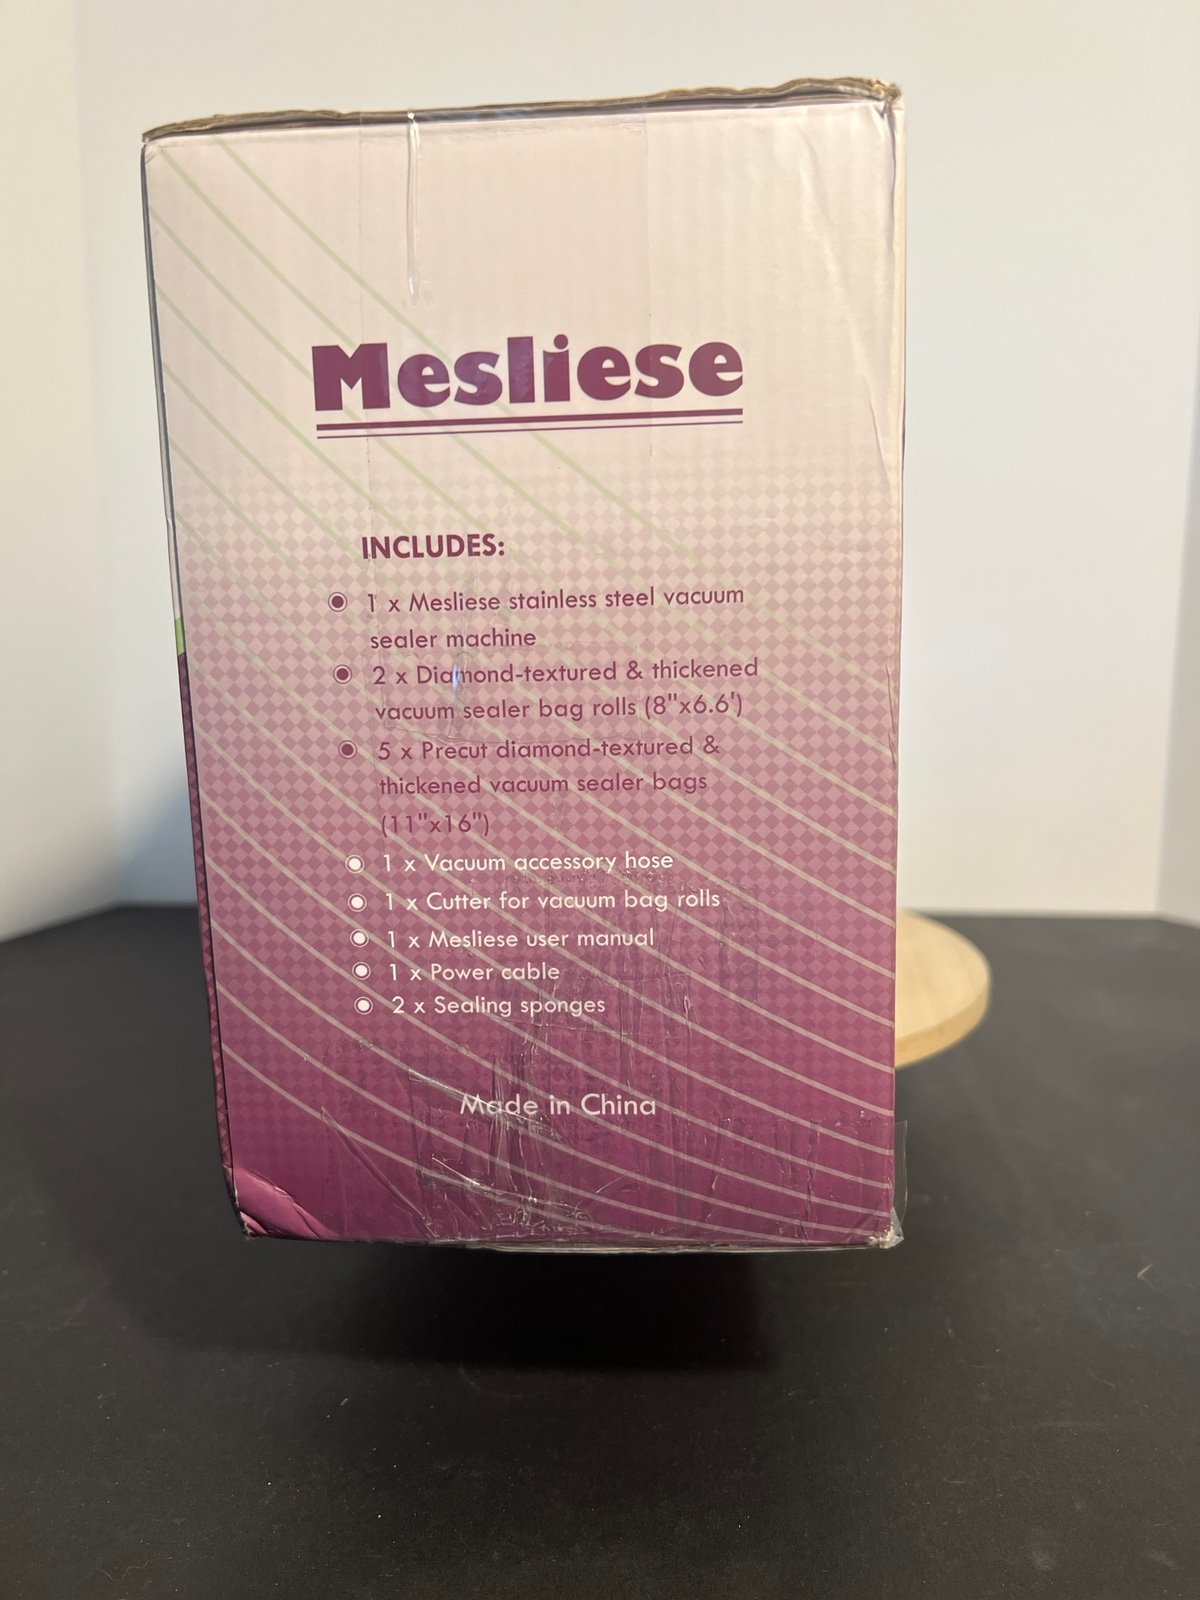 Mesliese
INCLUDES:
1 x Mesliese stainless steel vacuum
sealer machine
2 x Diamond-textured & thickened
vacuum sealer bag rolls (8"x6.6')
5 x Precut diamond-textured &
thickened vacuum sealer bags
(11"x16")
1 x Vacuum accessory hose
1 x Cutter for vacuum bag rolls
1 x Mesliese user manual
1 x Power cable
2 x Sealing sponges
Made in China